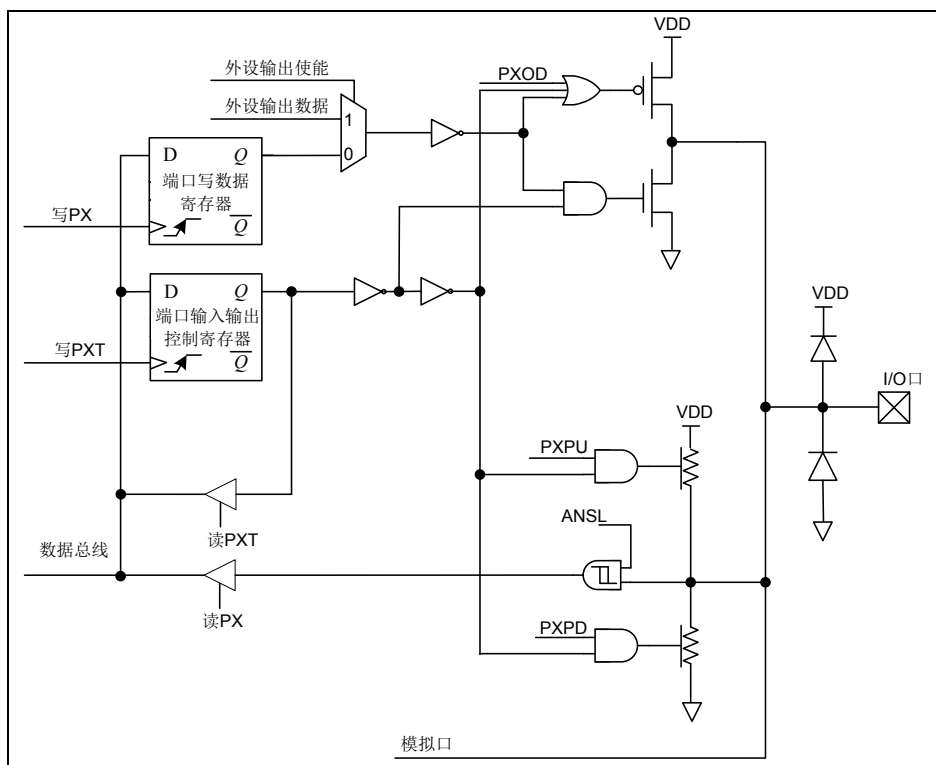 VDD
外设输出使能
PXOD
外设输出数据
1
0
D
Q
端口写数据
寄存器
Q
写PX
D
Q
端口输入输出
控制寄存器
Q
写PXT
VDD
I/O口
VDD
PXPU
ANSL
读PXT
数据总线
读PX
PXPD
模拟口